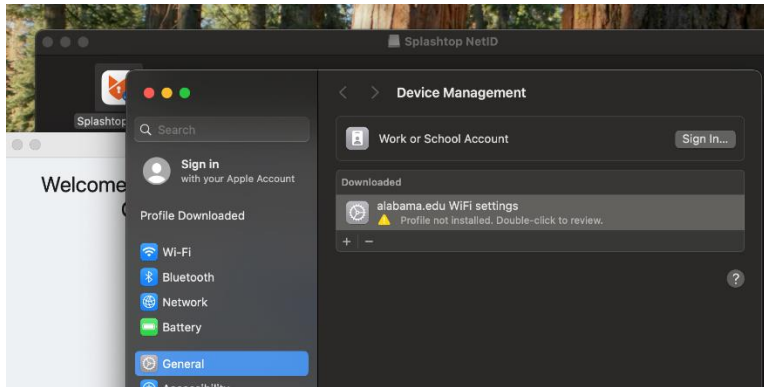 Splashtop NetID
Splashtop
Welcome
Device Management
Search
Work or School Account
Sign In...
Sign in
with your Apple Account
Downloaded
Profile Downloaded
alabama.edu WiFi settings
Profile not installed. Double-click to review.
+ −
?
Wi-Fi
Bluetooth
Network
Battery
General